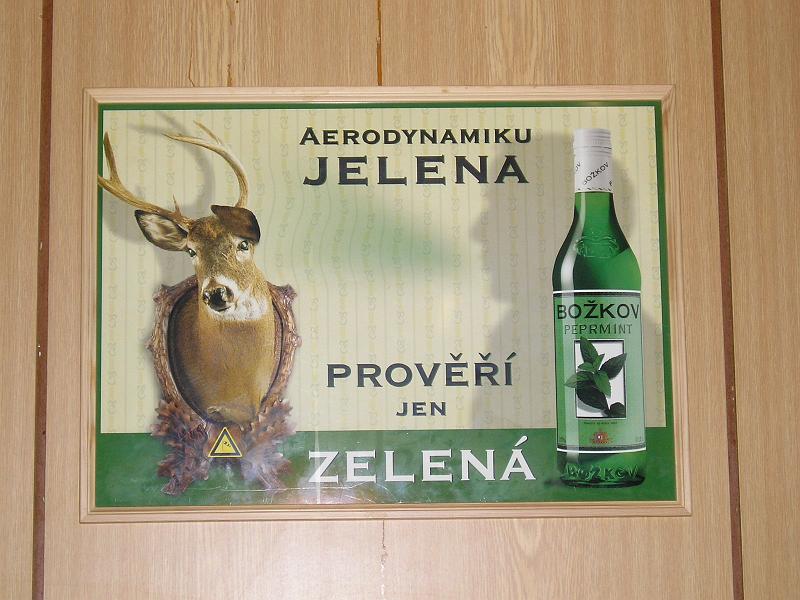 AERODYNAMIKU
JELENA
PROVĚŘÍ
JEN
ZELENÁ
BOŽKOV
BOŽKOV
PEPRMINT
BOŽKOV